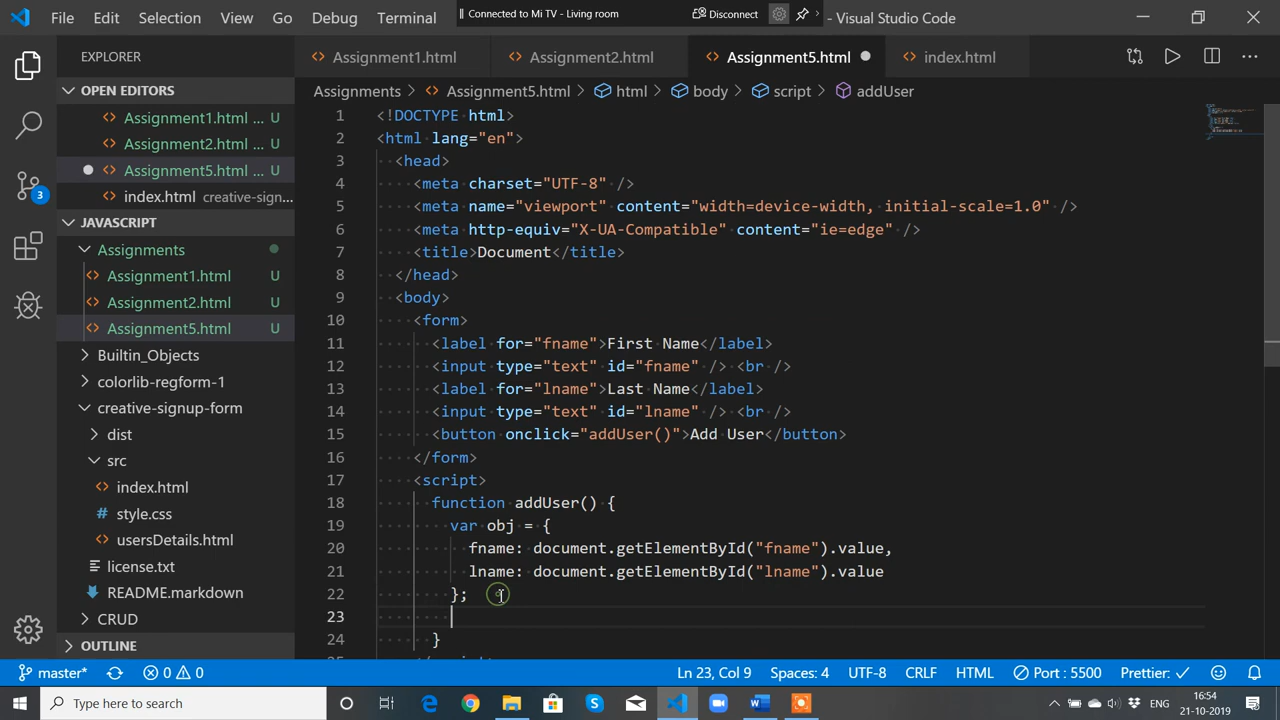 File Edit Selection View Go Debug Terminal Connected to Mi TV - Living room Disconnect - Visual Studio Code
EXPLORER
Assignment1.html Assignment2.html Assignment5.html index.html
OPEN EDITORS
Assignment1.html ... U
Assignment2.html ... U
Assignment5.html ... U
index.html creative-sign...
JAVASCRIPT
Assignments
Assignment1.html U
Assignment2.html U
Assignment5.html U
Builtin_Objects
colorlib-regform-1
creative-signup-form
dist
src
index.html
style.css
usersDetails.html
license.txt
README.markdown
CRUD
OUTLINE
3
Assignments Assignment5.html html body script addUser
1 <!DOCTYPE html>
2 <html lang="en">
3 <head>
4 <meta charset="UTF-8" />
5 <meta name="viewport" content="width=device-width, initial-scale=1.0" />
6 <meta http-equiv="X-UA-Compatible" content="ie=edge" />
7 <title>Document</title>
8 </head>
9 <body>
10 <form>
11 <label for="fname">First Name</label>
12 <input type="text" id="fname" /> <br />
13 <label for="lname">Last Name</label>
14 <input type="text" id="lname" /> <br />
15 <button onclick="addUser()">Add User</button>
16 </form>
17 <script>
18 function addUser() {
19 var obj = {
20 fname: document.getElementById("fname").value,
21 lname: document.getElementById("lname").value
22 };
23
24 }
master* 0 0 Ln 23, Col 9 Spaces: 4 UTF-8 CRLF HTML Port : 5500 Prettier: ✓
Type here to search ENG 16:54
21-10-2019